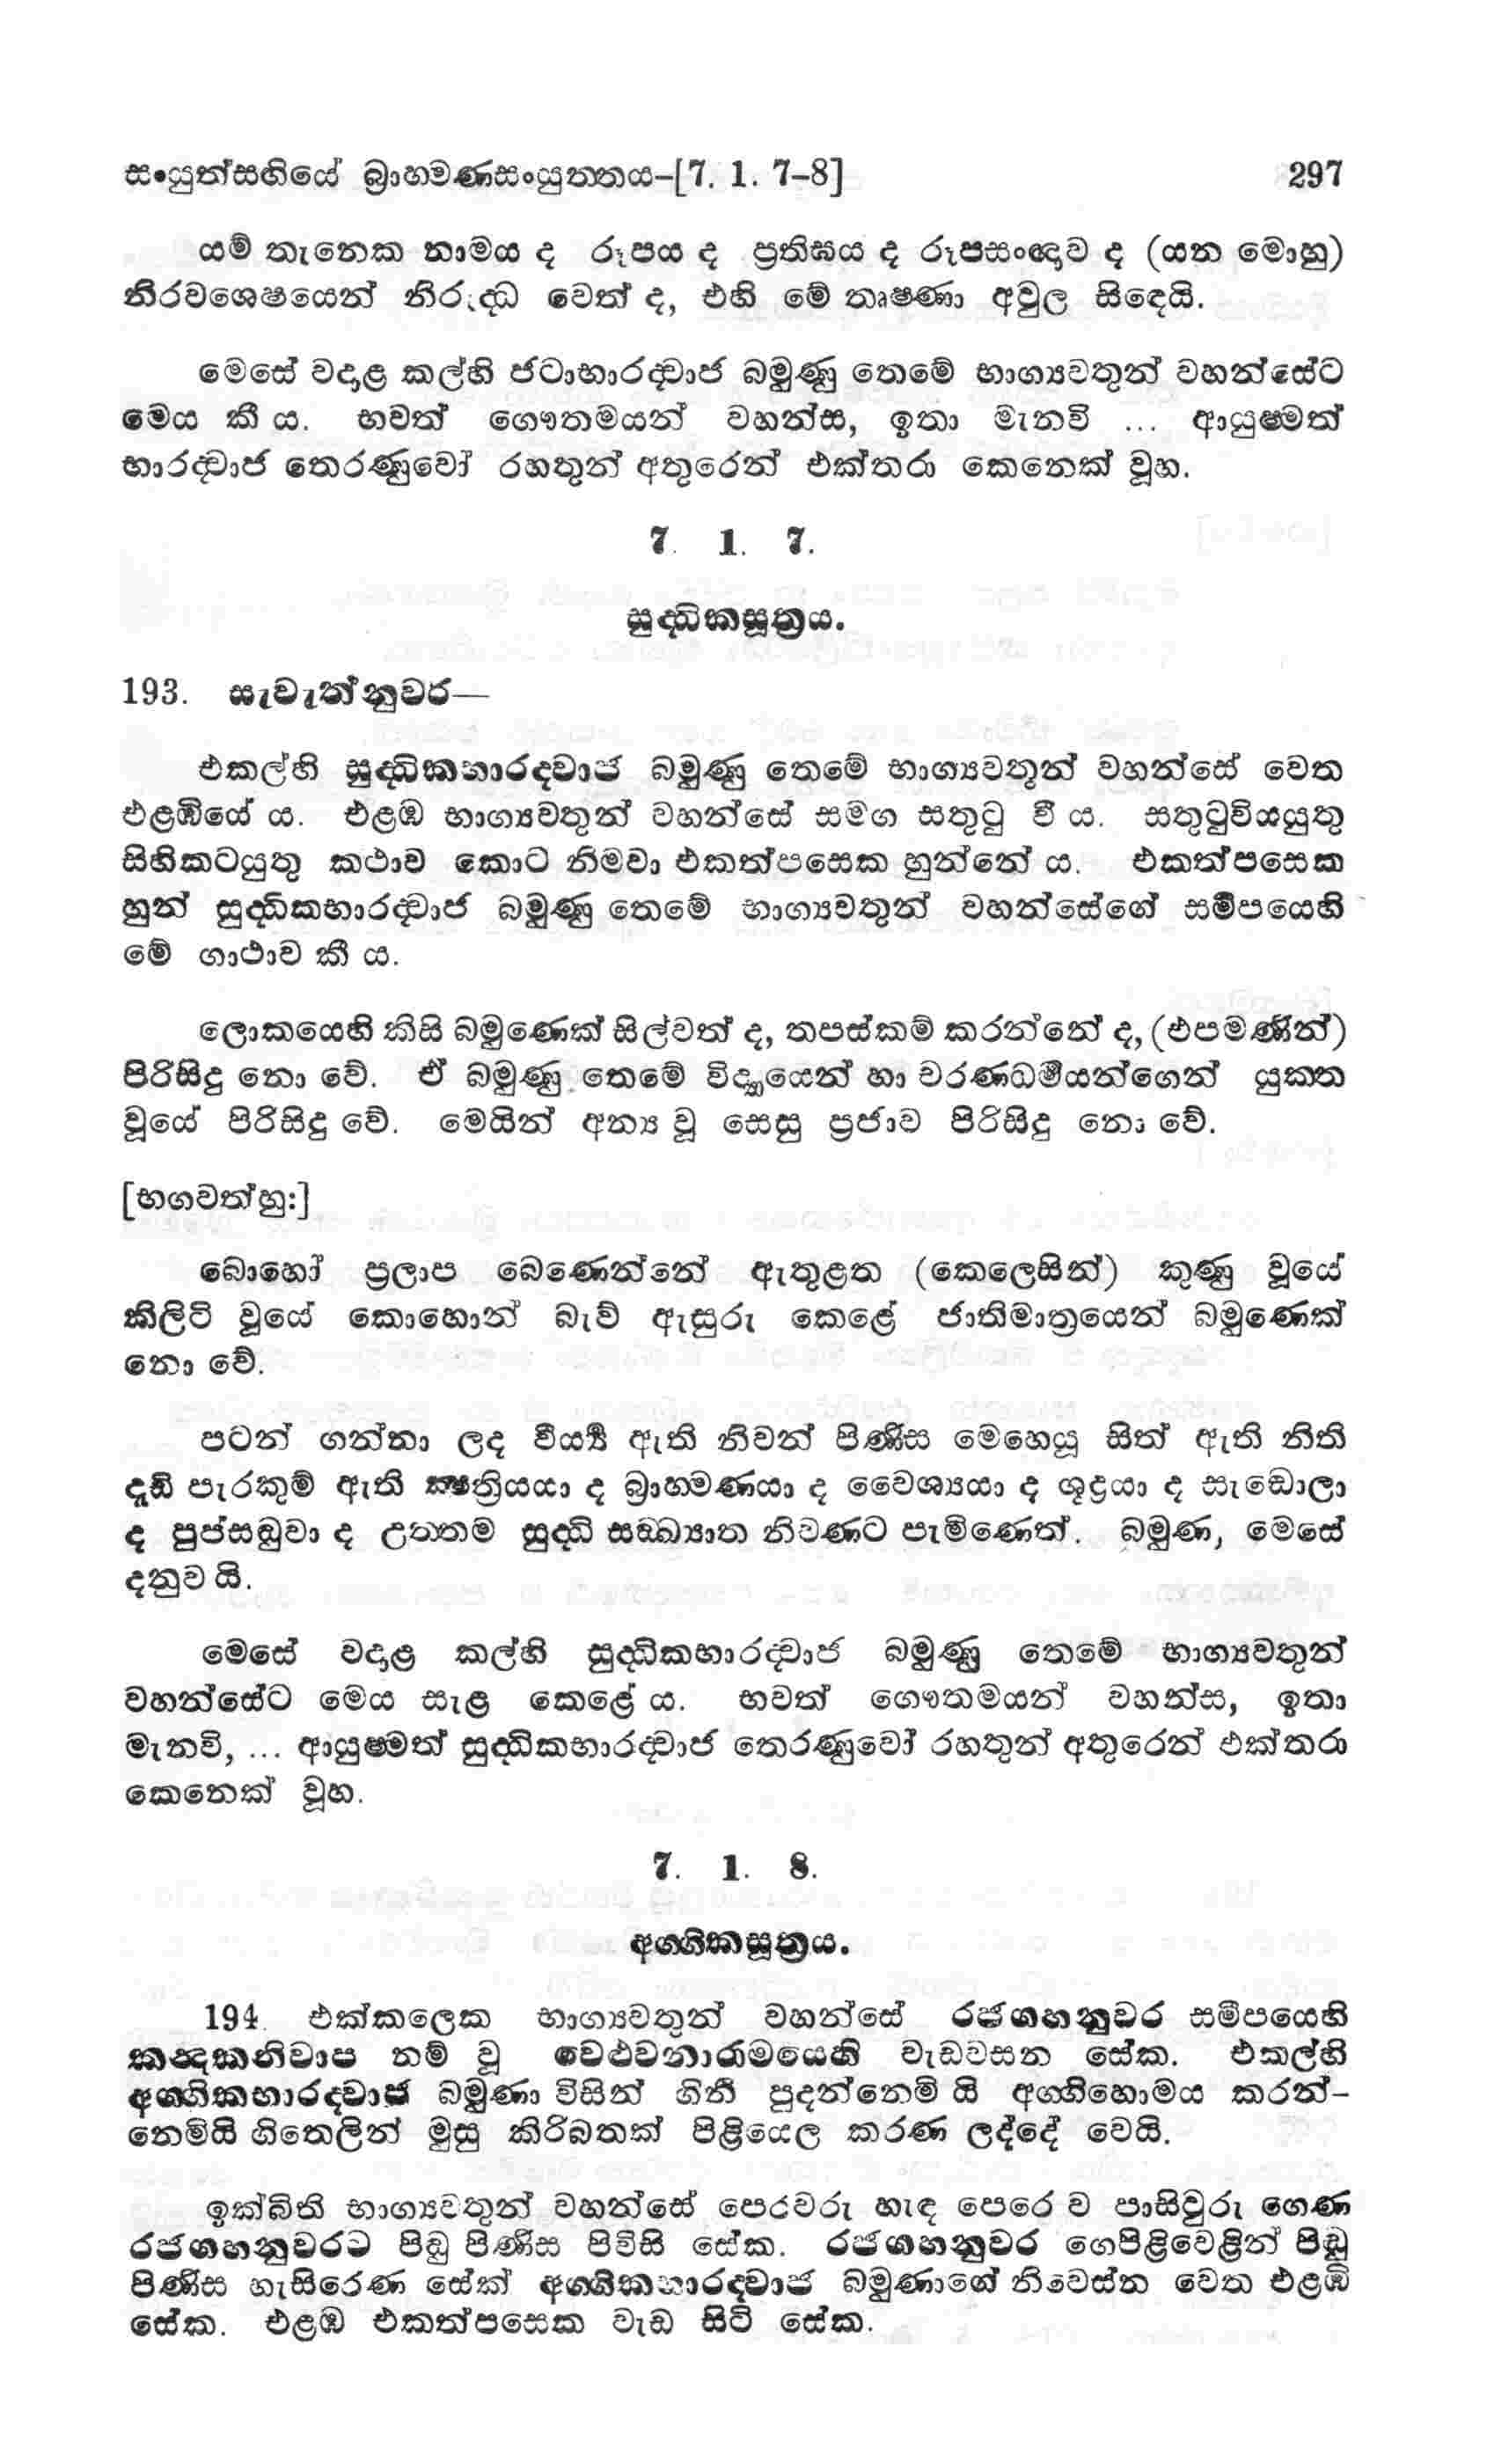 සංයුත්සඟියේ බ්‍රාහ්මණසංයුත්තය–[7. 1. 7–8] 297
යම් තැනෙක නාමය ද රූපය ද ප්‍රතිඝය ද රූපසංඥාව ද (යන මොහු)
නිරවශෙෂයෙන් නිරුද්ධ වෙත් ද, එහි මේ තෘෂ්ණා අවුල සිඳෙයි.
මෙසේ වදාළ කල්හි ජටාභාරද්වාජ බමුණු තෙමේ භාග්‍යවතුන් වහන්සේට
මෙය කී ය. භවත් ගෞතමයන් වහන්ස, ඉතා මැනවි ... ආයුෂ්මත්
භාරද්වාජ තෙරණුවෝ රහතුන් අතුරෙන් එක්තරා කෙනෙක් වූහ.
7. 1. 7.
සුද්ධිකසූත්‍රය.
193. සැවැත්නුවර—
එකල්හි සුද්ධිකභාරද්වාජ බමුණු තෙමේ භාග්‍යවතුන් වහන්සේ වෙත
එළඹියේ ය. එළඹ භාග්‍යවතුන් වහන්සේ සමග සතුටු වී ය. සතුටුවියයුතු
සිහිකටයුතු කථාව කොට නිමවා එකත්පසෙක හුන්නේ ය. එකත්පසෙක
හුන් සුද්ධිකභාරද්වාජ බමුණු තෙමේ භාග්‍යවතුන් වහන්සේගේ සමීපයෙහි
මේ ගාථාව කී ය.
ලොකයෙහි කිසි බමුණෙක් සිල්වත් ද, තපස්කම් කරන්නේ ද, (එපමණින්)
පිරිසිදු නො වේ. ඒ බමුණු තෙමේ විද්‍යායෙන් හා චරණධර්මයන්ගෙන් යුක්ත
වූයේ පිරිසිදු වේ. මෙයින් අන්‍ය වූ සෙසු ප්‍රජාව පිරිසිදු නො වේ.
[භගවත්හු:]
බොහෝ ප්‍රලාප බෙණෙන්නේ ඇතුළත (කෙලෙසින්) කුණු වූයේ
කිලිටි වූයේ කොහොන් බැව් ඇසුරු කෙළේ ජාතිමාත්‍රයෙන් බමුණෙක්
නො වේ.
පටන් ගන්නා ලද වීර්‍ය්‍ය ඇති නිවන් පිණිස මෙහෙයූ සිත් ඇති නිති
දැඩි පැරකුම් ඇති ක්ෂත්‍රියයා ද බ්‍රාහ්මණයා ද වෛශ්‍යයා ද ශූද්‍රයා ද සැඩොලා
ද පුප්සඩුවා ද උත්තම සුද්ධි සඞ්ඛ්‍යාත නිවණට පැමිණෙත්. බමුණ, මෙසේ
දනුව යි.
මෙසේ වදාළ කල්හි සුද්ධිකභාරද්වාජ බමුණු තෙමේ භාග්‍යවතුන්
වහන්සේට මෙය සැළ කෙළේ ය. භවත් ගෞතමයන් වහන්ස, ඉතා
මැනවි, ... ආයුෂ්මත් සුද්ධිකභාරද්වාජ තෙරණුවෝ රහතුන් අතුරෙන් එක්තරා
කෙනෙක් වූහ.
7. 1. 8.
අග්ගිකසූත්‍රය.
194. එක්කලෙක භාග්‍යවතුන් වහන්සේ රජගහනුවර සමීපයෙහි
කලන්දකනිවාප නම් වූ වෙළුවනාරාමයෙහි වැඩවසන සේක. එකල්හි
අග්ගිකභාරද්වාජ බමුණා විසින් ගිනි පුදන්නෙමි යි අග්ගිහොමය කරන්–
නෙමියි ගිතෙලින් මුසු කිරිබතක් පිළියෙල කරණ ලද්දේ වෙයි.
ඉක්බිති භාග්‍යවතුන් වහන්සේ පෙරවරු හැඳ පෙරෙ ව පාසිවුරු ගෙණ
රජගහනුවරට පිඬු පිණිස පිවිසි සේක. රජගහනුවර ගෙපිළිවෙළින් පිඬු
පිණිස හැසිරෙණ සේක් අග්ගිකභාරද්වාජ බමුණාගේ නිවෙස්න වෙත එළඹි
සේක. එළඹ එකත්පසෙක වැඩ සිටි සේක.